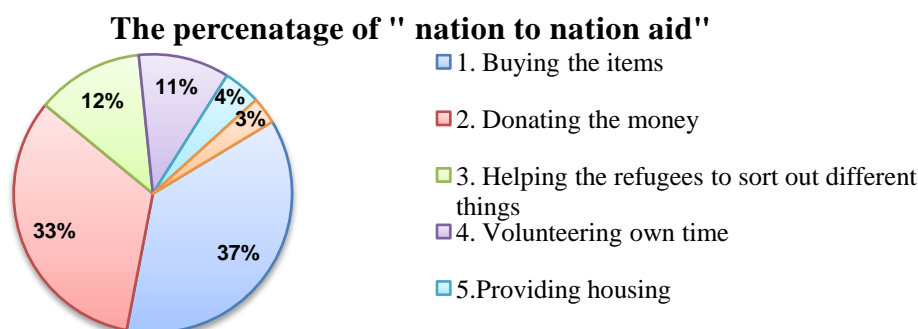 The percenatage of " nation to nation aid"
1. Buying the items
2. Donating the money
3. Helping the refugees to sort out different
things
4. Volunteering own time
5.Providing housing
11%
4%
12%
3%
33%
37%